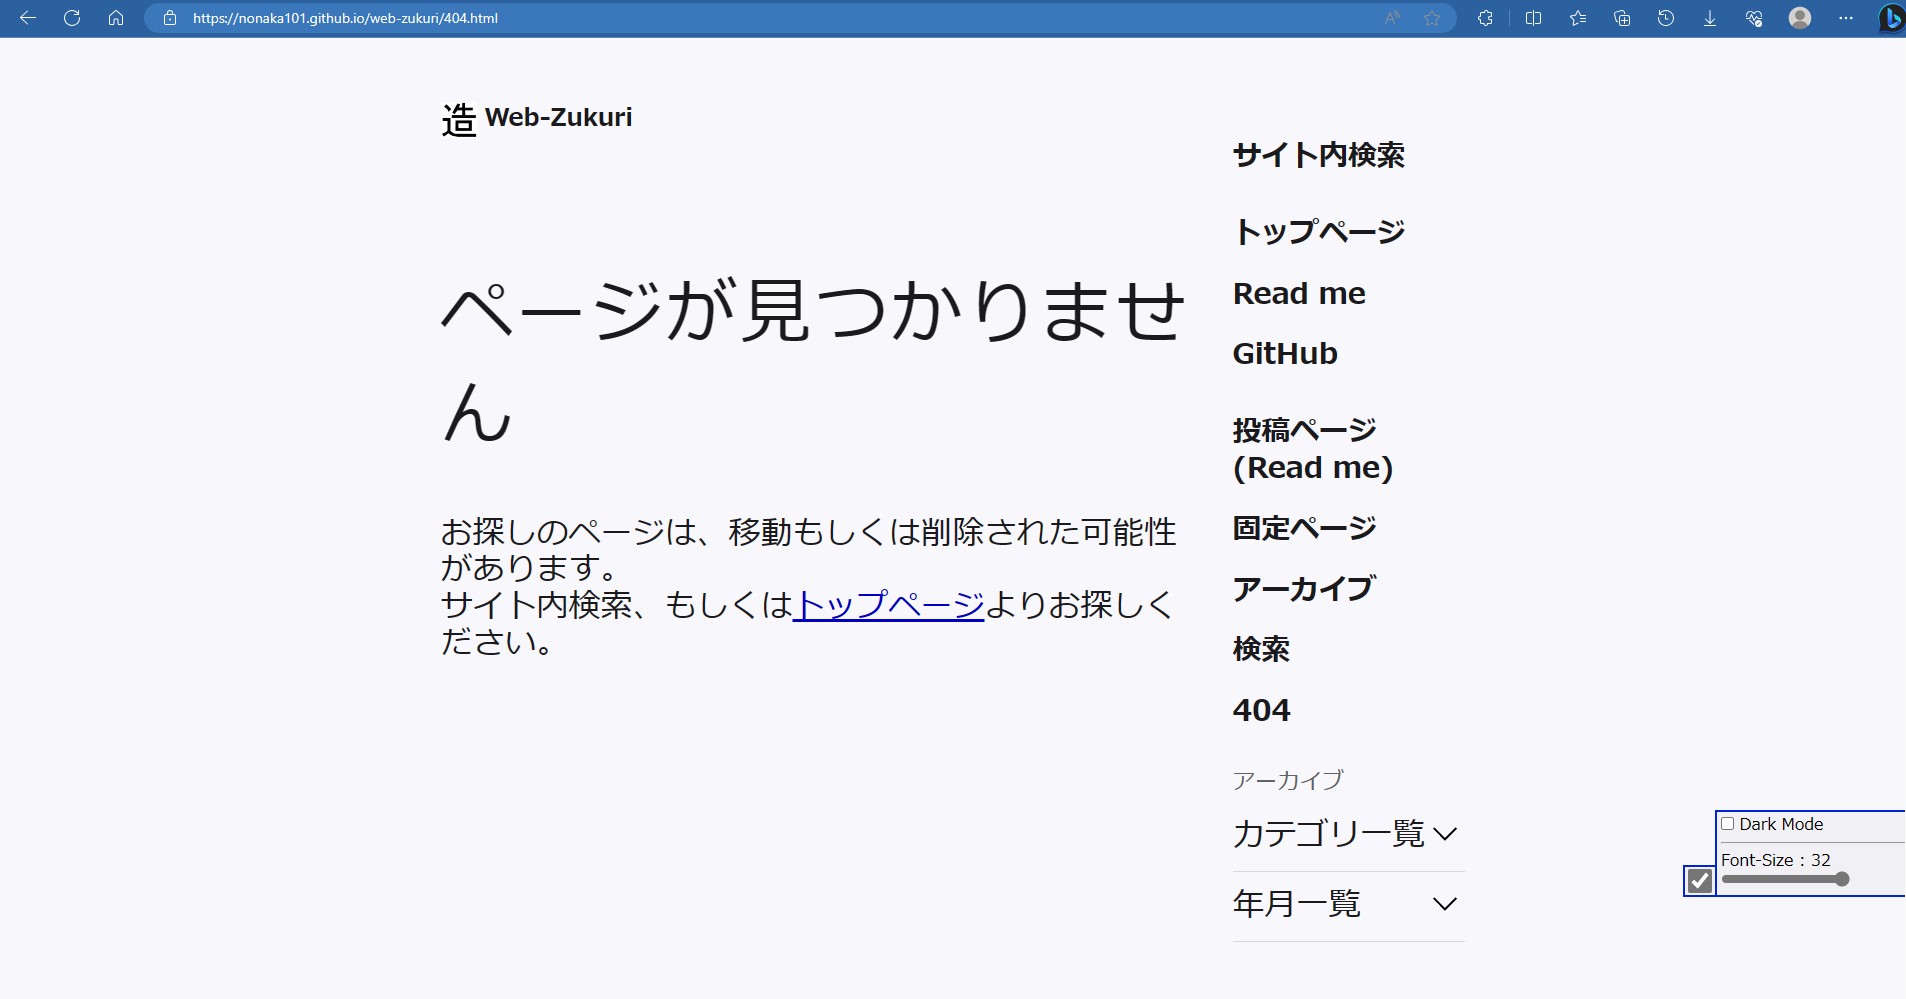 https://nonaka101.github.io/web-zukuri/404.html
造 Web-Zukuri
ページが見つかりませ
ん
お探しのページは、移動もしくは削除された可能性
があります。
サイト内検索、もしくはトップページよりお探しく
ださい。
サイト内検索
トップページ
Read me
GitHub
投稿ページ
(Read me)
固定ページ
アーカイブ
検索
404
アーカイブ
カテゴリ一覧
年月一覧
Dark Mode
Font-Size : 32